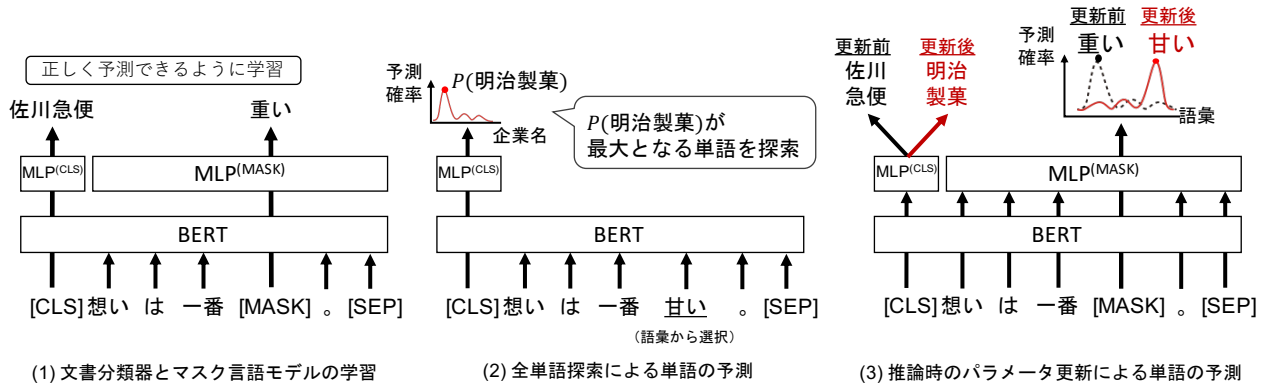 正しく予測できるように学習
佐川急便
重い
MLP(CLS)
MLP(MASK)
BERT
[CLS] 想い は 一番 [MASK] 。 [SEP]
(1) 文書分類器とマスク言語モデルの学習
予測
確率
P(明治製菓)
企業名
P(明治製菓)が
最大となる単語を探索
MLP(CLS)
BERT
[CLS] 想い は 一番 甘い 。 [SEP]
(語彙から選択)
(2) 全単語探索による単語の予測
更新前
佐川
急便
更新後
明治
製菓
予測
確率
更新前
重い
更新後
甘い
語彙
MLP(CLS)
MLP(MASK)
BERT
[CLS] 想い は 一番 [MASK] 。 [SEP]
(3) 推論時のパラメータ更新による単語の予測